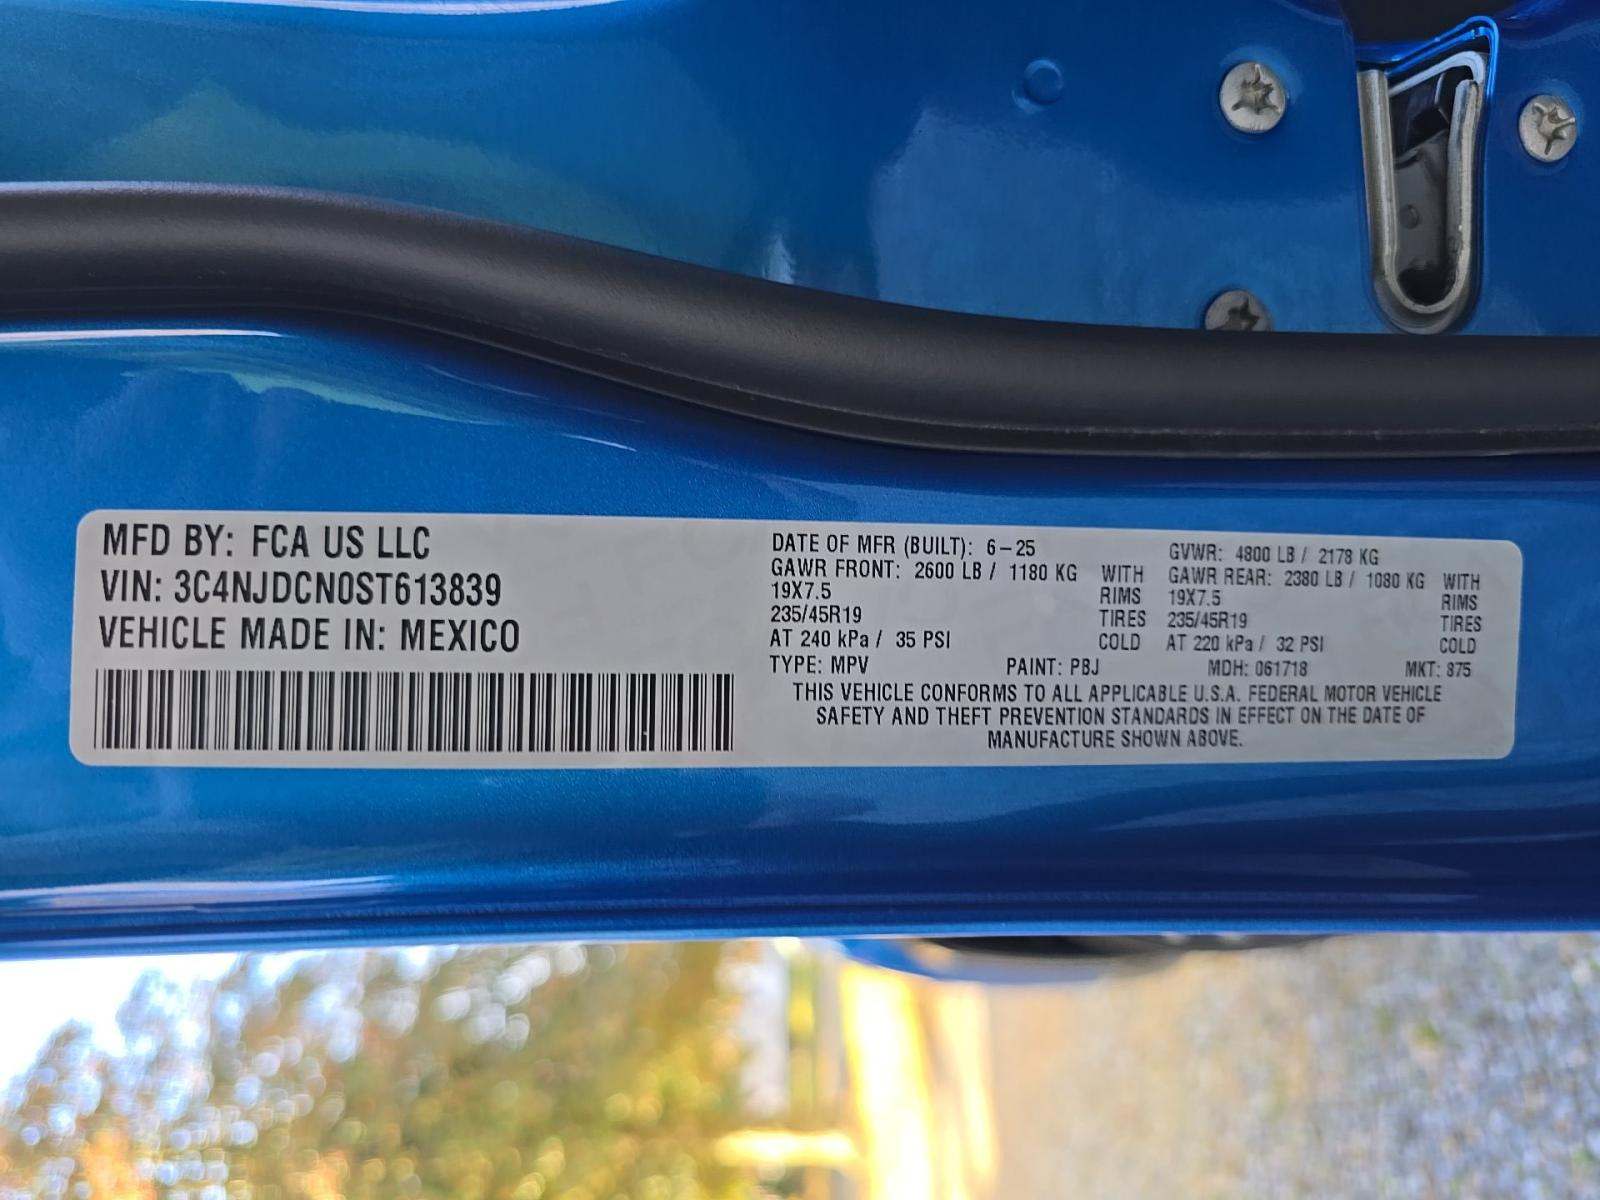 MFD BY: FCA US LLC
VIN: 3C4NJDCN0ST613839
VEHICLE MADE IN: MEXICO
DATE OF MFR (BUILT): 6-25
GAWR FRONT: 2600 LB / 1180 KG WITH
19X7.5 RIMS
235/45R19 TIRES
AT 240 kPa / 35 PSI COLD
GVWR: 4800 LB / 2178 KG
GAWR REAR: 2380 LB / 1080 KG WITH
19X7.5 RIMS
235/45R19 TIRES
AT 220 kPa / 32 PSI COLD
TYPE: MPV PAINT: PBJ MDH: 061718 MKT: 875
THIS VEHICLE CONFORMS TO ALL APPLICABLE U.S.A. FEDERAL MOTOR VEHICLE
SAFETY AND THEFT PREVENTION STANDARDS IN EFFECT ON THE DATE OF
MANUFACTURE SHOWN ABOVE.